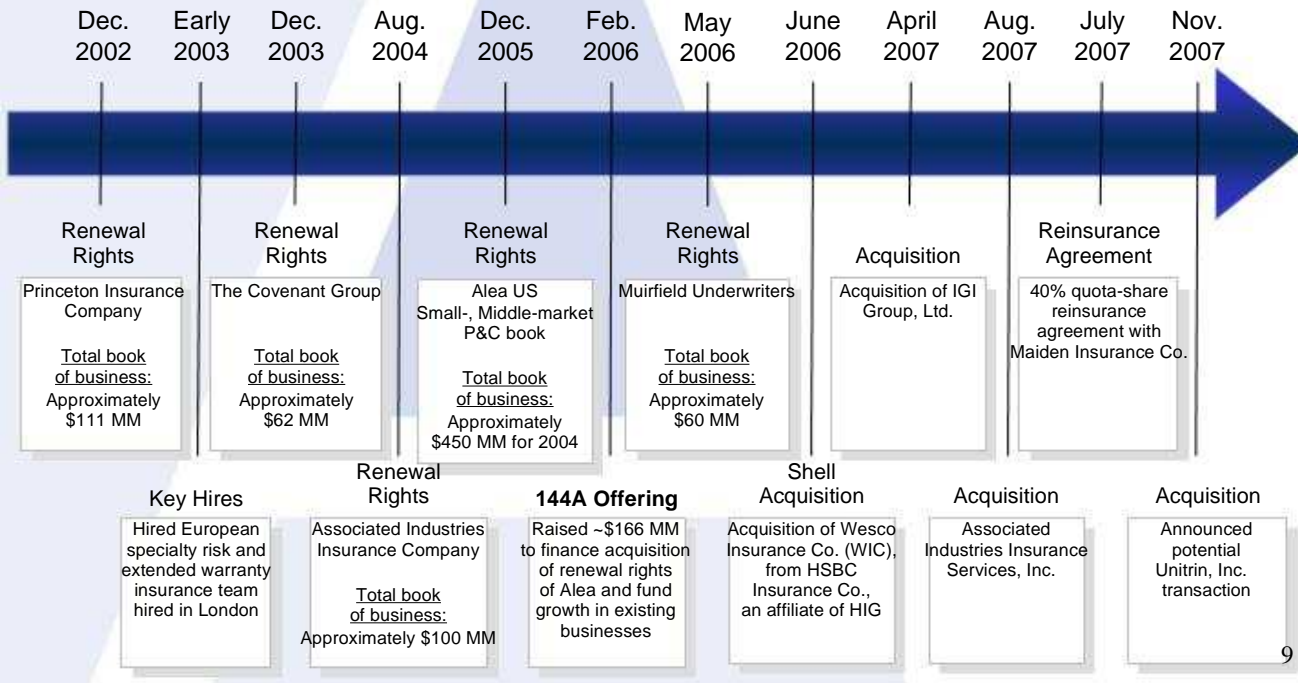 Dec.
2002
Early
2003
Dec.
2003
Aug.
2004
Dec.
2005
Feb.
2006
May
2006
June
2006
April
2007
Aug.
2007
July
2007
Nov.
2007
Renewal
Rights
Princeton Insurance
Company
Total book
of business:
Approximately
$111 MM
Renewal
Rights
The Covenant Group
Total book
of business:
Approximately
$62 MM
Renewal
Rights
Alea US
Small-, Middle-market
P&C book
Total book
of business:
Approximately
$450 MM for 2004
Renewal
Rights
Muirfield Underwriters
Total book
of business:
Approximately
$60 MM
Acquisition
Acquisition of IGI
Group, Ltd.
Reinsurance
Agreement
40% quota-share
reinsurance
agreement with
Maiden Insurance Co.
Key Hires
Hired European
specialty risk and
extended warranty
insurance team
hired in London
Renewal
Rights
Associated Industries
Insurance Company
Total book
of business:
Approximately $100 MM
144A Offering
Raised ~$166 MM
to finance acquisition
of renewal rights
of Alea and fund
growth in existing
businesses
Shell
Acquisition
Acquisition of Wesco
Insurance Co. (WIC),
from HSBC
Insurance Co.,
an affiliate of HIG
Acquisition
Associated
Industries Insurance
Services, Inc.
Acquisition
Announced
potential
Unitrin, Inc.
transaction
9